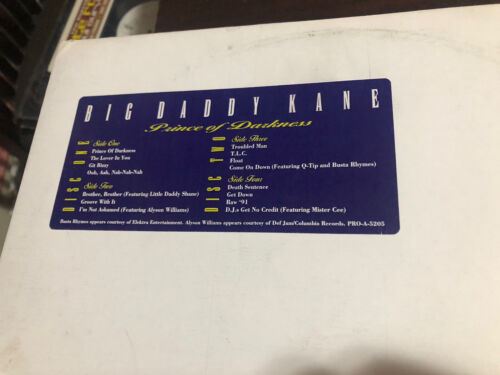 BIG DADDY KANE
Prince of Darkness
DISC ONE
Side One
Prince Of Darkness
The Lover In You
Git Bizzy
Ooh, Aah, Nah-Nah-Nah
Side Two
Brother, Brother (Featuring Little Daddy Shane)
Groove With It
I'm Not Ashamed (Featuring Alyson Williams)
DISC TWO
Side Three
Troubled Man
T.L.C.
Float
Come On Down (Featuring Q-Tip and Busta Rhymes)
Side Four
Death Sentence
Get Down
Raw '91
D.J.s Get No Credit (Featuring Mister Cee)
Busta Rhymes appears courtesy of Elektra Entertainment. Alyson Williams appears courtesy of Def Jam/Columbia Records. PRO-A-5205